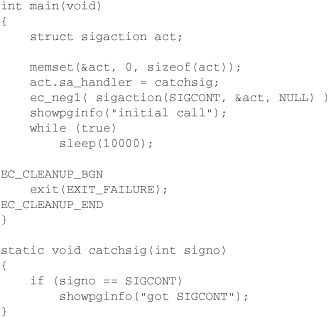 int main(void)
{
    struct sigaction act;

    memset(&act, 0, sizeof(act));
    act.sa_handler = catchsig;
    ec_neg1( sigaction(SIGCONT, &act, NULL) )
    showpginfo("initial call");
    while (true)
        sleep(10000);

EC_CLEANUP_BGN
    exit(EXIT_FAILURE);
EC_CLEANUP_END
}

static void catchsig(int signo)
{
    if (signo == SIGCONT)
        showpginfo("got SIGCONT");
}